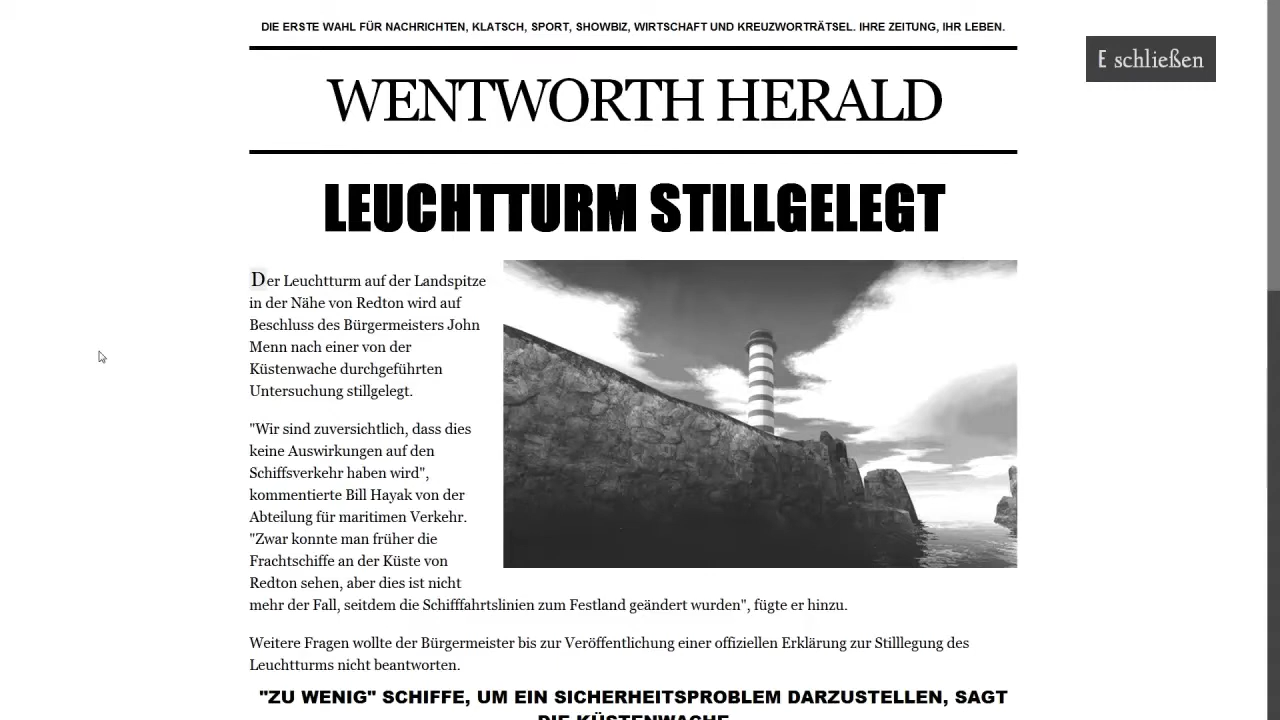 DIE ERSTE WAHL FÜR NACHRICHTEN, KLATSCH, SPORT, SHOWBIZ, WIRTSCHAFT UND KREUZWORTRÄTSEL. IHRE ZEITUNG, IHR LEBEN.
E schließen
WENTWORTH HERALD
LEUCHTTURM STILLGELEGT
Der Leuchtturm auf der Landspitze
in der Nähe von Redton wird auf
Beschluss des Bürgermeisters John
Menn nach einer von der
Küstenwache durchgeführten
Untersuchung stillgelegt.
"Wir sind zuversichtlich, dass dies
keine Auswirkungen auf den
Schiffsverkehr haben wird",
kommentierte Bill Hayak von der
Abteilung für maritimen Verkehr.
"Zwar konnte man früher die
Frachtschiffe an der Küste von
Redton sehen, aber dies ist nicht
mehr der Fall, seitdem die Schifffahrtslinien zum Festland geändert wurden", fügte er hinzu.
Weitere Fragen wollte der Bürgermeister bis zur Veröffentlichung einer offiziellen Erklärung zur Stilllegung des
Leuchtturms nicht beantworten.
"ZU WENIG" SCHIFFE, UM EIN SICHERHEITSPROBLEM DARZUSTELLEN, SAGT
DIE KÜSTENWACHE